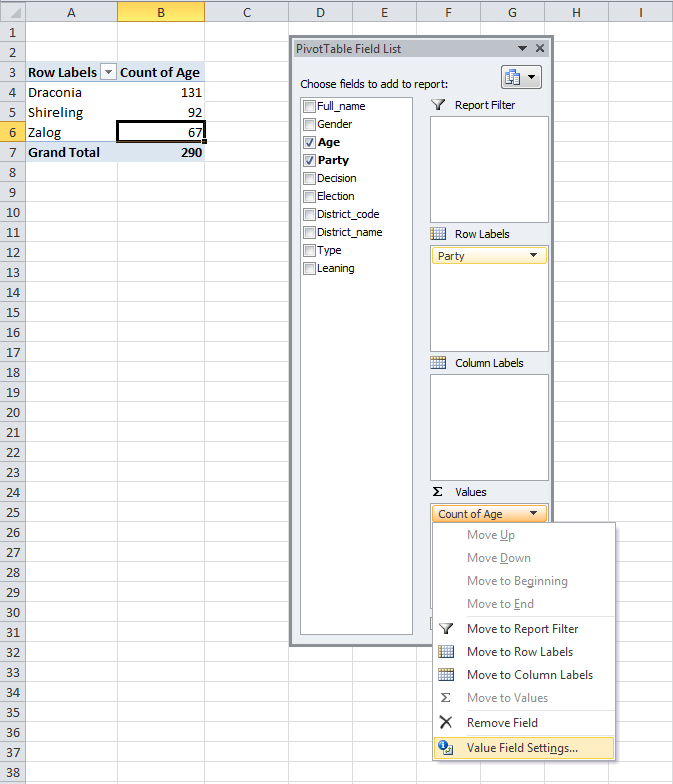 A B C D E F G H I
1
2
3 Row Labels Count of Age
4 Draconia 131
5 Shireling 92
6 Zalog 67
7 Grand Total 290
8
9
10
11
12
13
14
15
16
17
18
19
20
21
22
23
24
25
26
27
28
29
30
31
32
33
34
35
36
37
38
PivotTable Field List
Choose fields to add to report:
Full_name
Gender
Age
Party
Decision
Election
District_code
District_name
Type
Leaning
Report Filter
Row Labels
Party
Column Labels
Σ Values
Count of Age
Move Up
Move Down
Move to Beginning
Move to End
Move to Report Filter
Move to Row Labels
Move to Column Labels
Σ Move to Values
Remove Field
Value Field Settings...